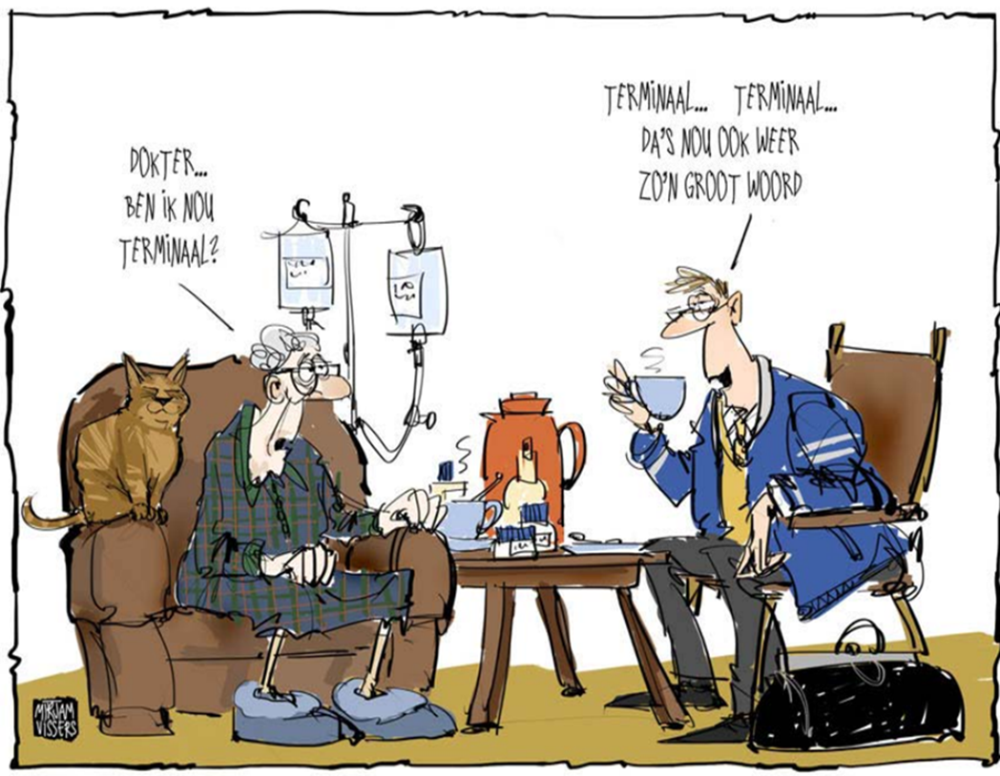 DOKTER...
BEN iK NOU
TERMiNAAL?
TERMiNAAL... TERMiNAAL...
DA'S NOU OOK WEER
ZO'N GROOT WOORD
MiRJAM
VISSERS